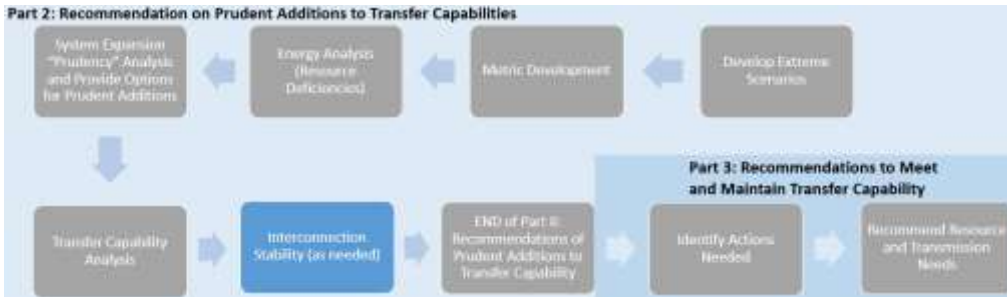 Part 2: Recommendation on Prudent Additions to Transfer Capabilities
System Expansion
"Prudency" Analysis
and Provide Options
for Prudent Additions
Energy Analysis
(Resource
Deficiencies)
Metric Development
Develop Extreme
Scenarios
Part 3: Recommendations to Meet
and Maintain Transfer Capability
Transfer Capability
Analysis
Interconnection
Stability (as needed)
END of Part II:
Recommendations of
Prudent Additions to
Transfer Capability
Identify Actions
Needed
Recommend Resource
and Transmission
Needs